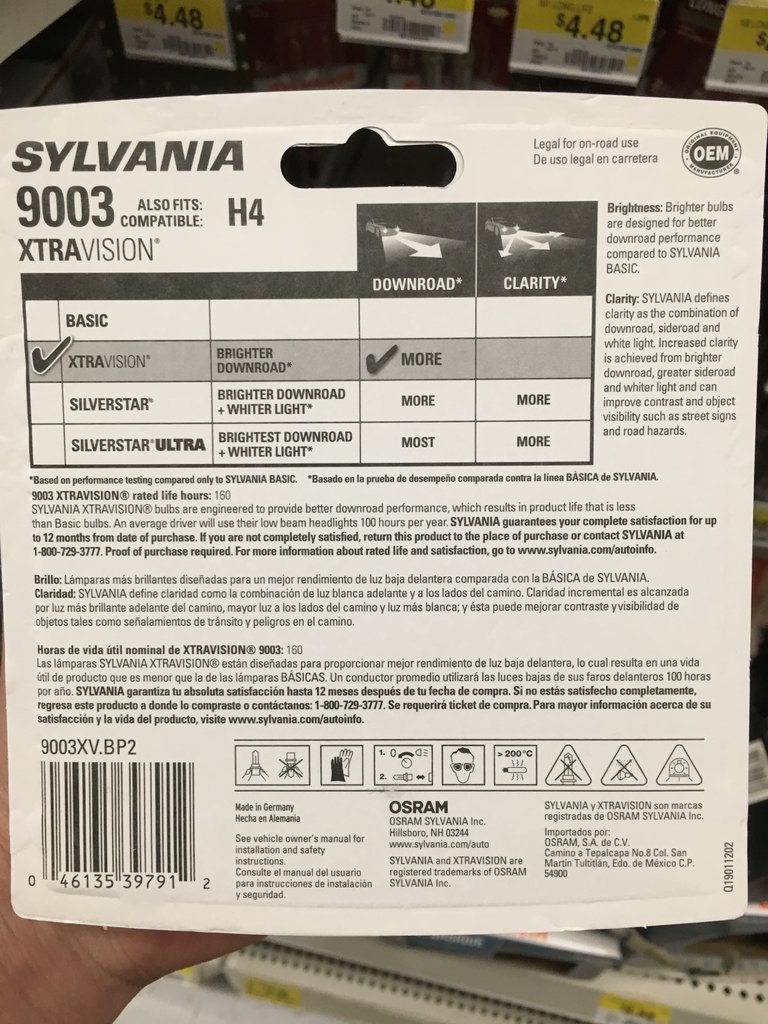 $4.48
$4.48
SYLVANIA
Legal for on-road use
De uso legal en carretera
ORIGINAL EQUIPMENT
OEM
MANUFACTURER
9003 ALSO FITS: COMPATIBLE: H4
XTRAVISION®
DOWNROAD* CLARITY*
BASIC
XTRAVISION® BRIGHTER DOWNROAD* MORE
SILVERSTAR® BRIGHTER DOWNROAD + WHITER LIGHT* MORE MORE
SILVERSTAR® ULTRA BRIGHTEST DOWNROAD + WHITER LIGHT* MOST MORE
Brightness: Brighter bulbs
are designed for better
downroad performance
compared to SYLVANIA
BASIC.
Clarity: SYLVANIA defines
clarity as the combination of
downroad, sideroad and
white light. Increased clarity
is achieved from brighter
downroad, greater sideroad
and whiter light and can
improve contrast and object
visibility such as street signs
and road hazards.
*Based on performance testing compared only to SYLVANIA BASIC. *Basado en la prueba de desempeño comparada contra la línea BÁSICA de SYLVANIA.
9003 XTRAVISION® rated life hours: 160
SYLVANIA XTRAVISION® bulbs are engineered to provide better downroad performance, which results in product life that is less
than Basic bulbs. An average driver will use their low beam headlights 100 hours per year. SYLVANIA guarantees your complete satisfaction for up
to 12 months from date of purchase. If you are not completely satisfied, return this product to the place of purchase or contact SYLVANIA at
1-800-729-3777. Proof of purchase required. For more information about rated life and satisfaction, go to www.sylvania.com/autoinfo.
Brillo: Lámparas más brillantes diseñadas para un mejor rendimiento de luz baja delantera comparada con la BÁSICA de SYLVANIA.
Claridad: SYLVANIA define claridad como la combinación de luz blanca adelante y a los lados del camino. Claridad incremental es alcanzada
por luz más brillante adelante del camino, mayor luz a los lados del camino y luz más blanca; y ésta puede mejorar contraste y visibilidad de
objetos tales como señalamientos de tránsito y peligros en el camino.
Horas de vida útil nominal de XTRAVISION® 9003: 160
Las lámparas SYLVANIA XTRAVISION® están diseñadas para proporcionar mejor rendimiento de luz baja delantera, lo cual resulta en una vida
útil de producto que es menor que la de las lámparas BÁSICAS. Un conductor promedio utilizará las luces bajas de sus faros delanteros 100 horas
por año. SYLVANIA garantiza tu absoluta satisfacción hasta 12 meses después de tu fecha de compra. Si no estás satisfecho completamente,
regresa este producto a donde lo compraste o contáctanos: 1-800-729-3777. Se requerirá ticket de compra. Para mayor información acerca de su
satisfacción y la vida del producto, visite www.sylvania.com/autoinfo.
9003XV.BP2
1. 0
2.
> 200°C
0 46135 39791 2
Made in Germany
Hecha en Alemania
See vehicle owner's manual for
installation and safety
instructions.
Consulte el manual del usuario
para instrucciones de instalación
y seguridad.
OSRAM
OSRAM SYLVANIA Inc.
Hillsboro, NH 03244
www.sylvania.com/auto
SYLVANIA and XTRAVISION are
registered trademarks of OSRAM
SYLVANIA Inc.
SYLVANIA y XTRAVISION son marcas
registradas de OSRAM SYLVANIA Inc.
Importados por:
OSRAM, S.A. de C.V.
Camino a Tepalcapa No.8 Col. San
Martín Tultitlán, Edo. de México C.P.
54900
Q19011202